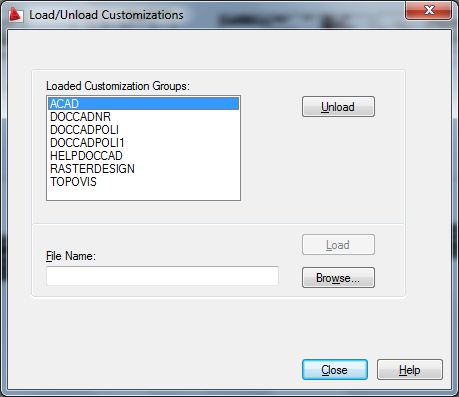 Load/Unload Customizations
Loaded Customization Groups:
ACAD
DOCCADNR
DOCCADPOLI
DOCCADPOLI1
HELPDOCCAD
RASTERDESIGN
TOPOVIS
Unload
Load
File Name:
Browse...
Close
Help